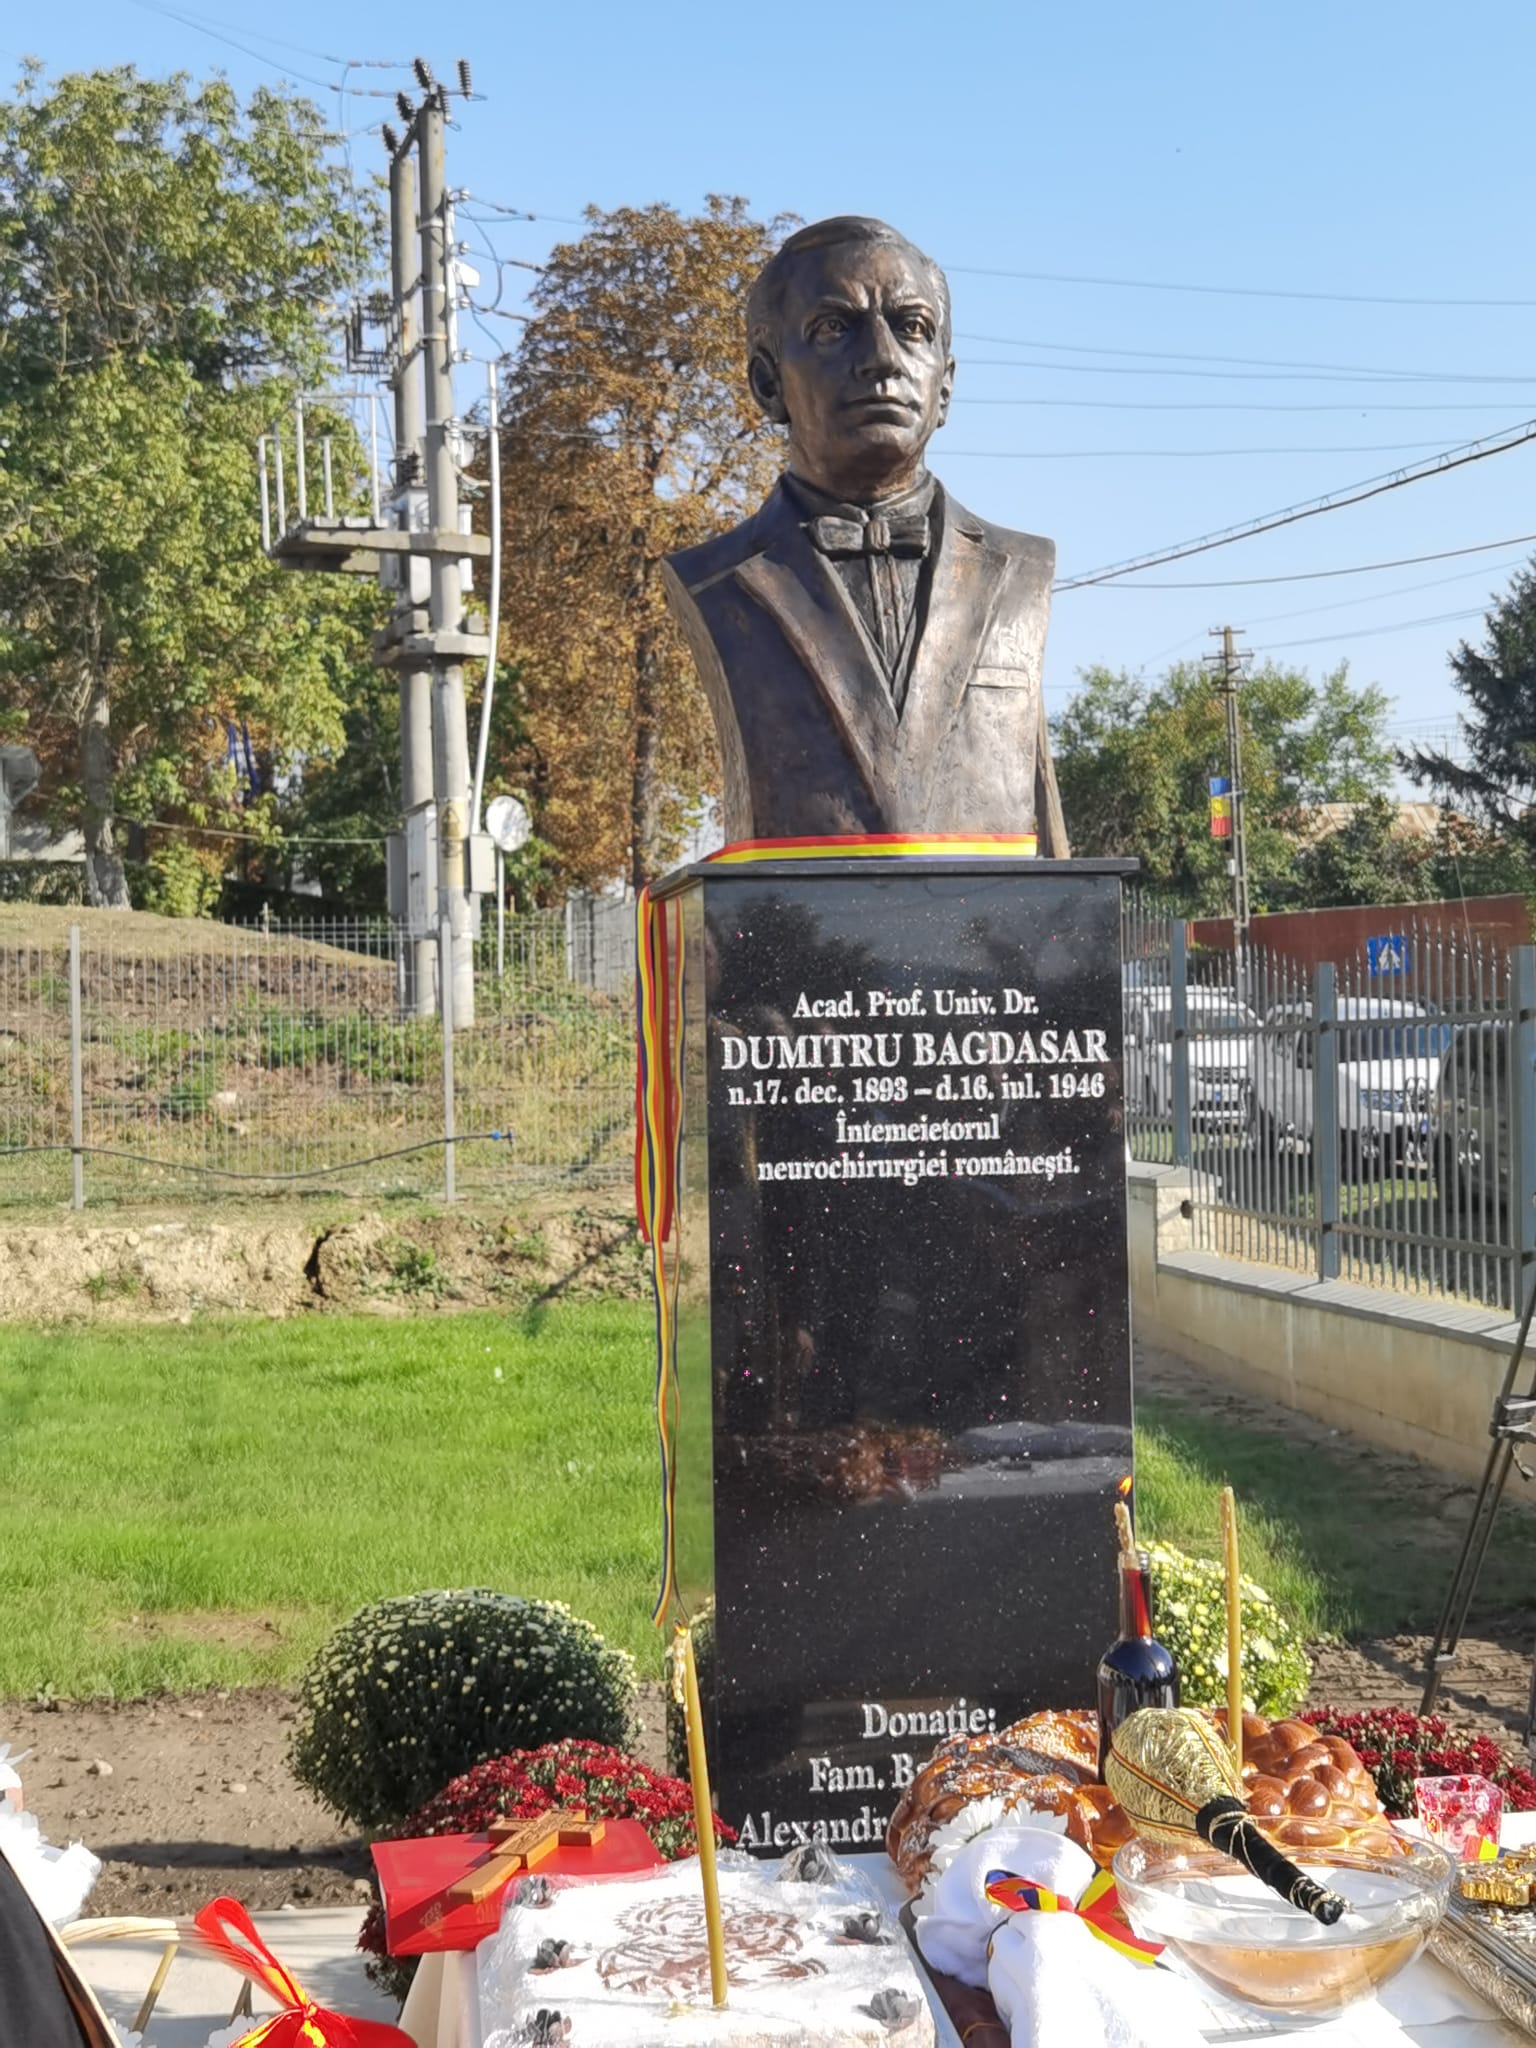 Acad. Prof. Univ. Dr.
DUMITRU BAGDASAR
n.17. dec. 1893 – d.16. iul. 1946
Întemeietorul
neurochirurgiei românești.
Donație:
Fam.